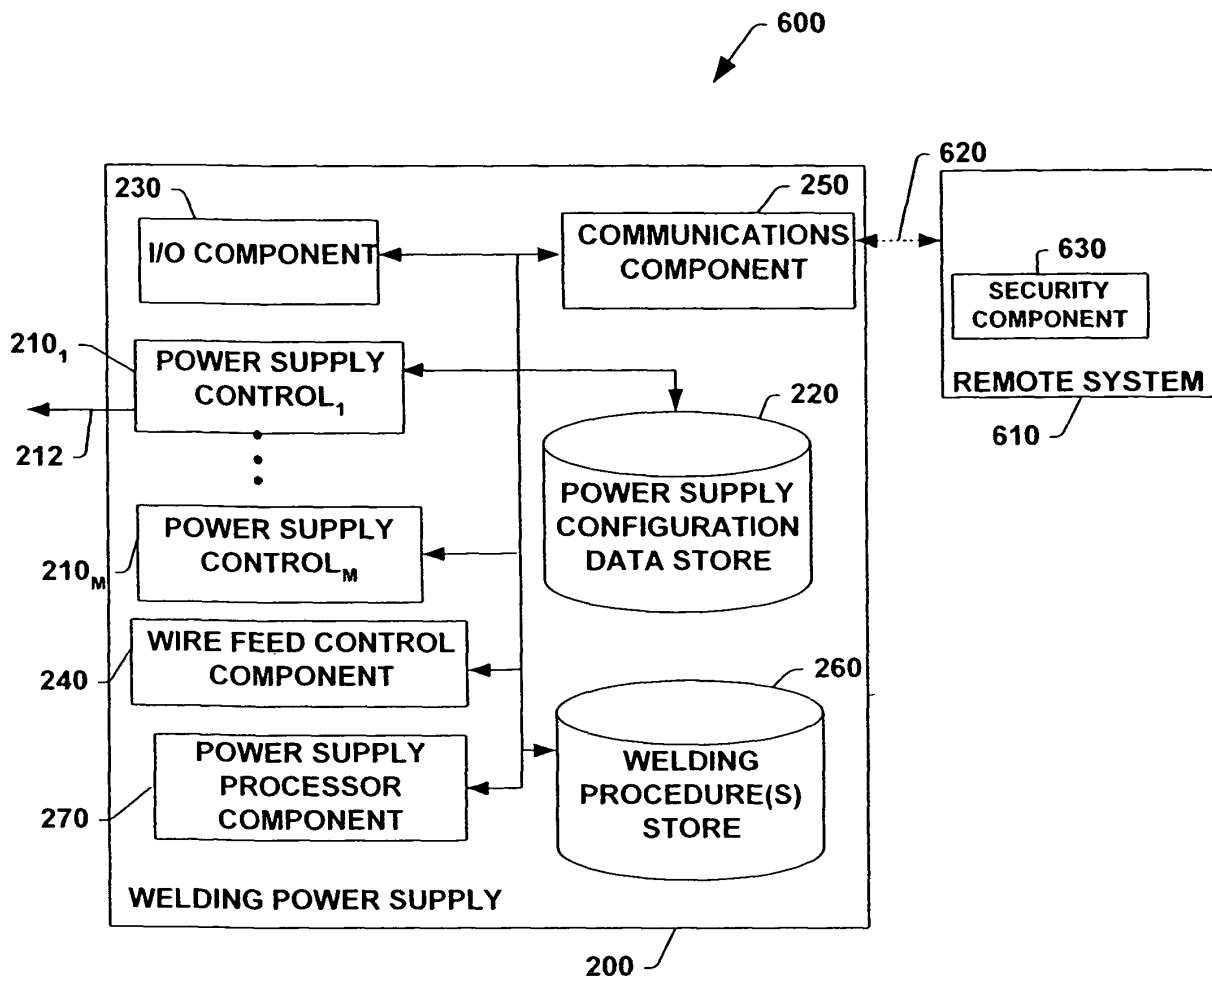 600
620
230
250
I/O COMPONENT
COMMUNICATIONS
COMPONENT
630
SECURITY
COMPONENT
REMOTE SYSTEM
610
210₁
POWER SUPPLY
CONTROL₁
212
220
POWER SUPPLY
CONFIGURATION
DATA STORE
POWER SUPPLY
CONTROL_M
210_M
WIRE FEED CONTROL
COMPONENT
240
260
WELDING
PROCEDURE(S)
STORE
POWER SUPPLY
PROCESSOR
COMPONENT
270
WELDING POWER SUPPLY
200